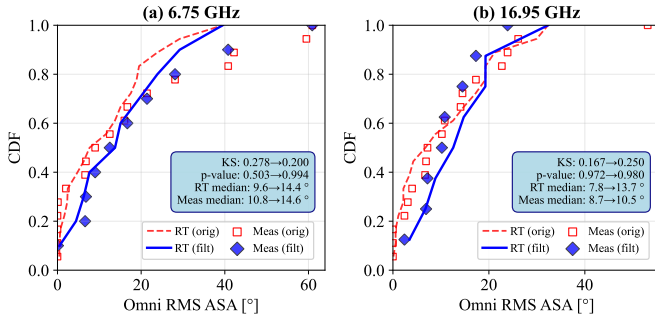 (a) 6.75 GHz
CDF
1.0
0.8
0.6
0.4
0.2
0.0
KS: 0.278→0.200
p-value: 0.503→0.994
RT median: 9.6→14.4 °
Meas median: 10.8→14.6 °
RT (orig) Meas (orig)
RT (filt) Meas (filt)
0 20 40 60
Omni RMS ASA [°]
(b) 16.95 GHz
CDF
1.0
0.8
0.6
0.4
0.2
0.0
KS: 0.167→0.250
p-value: 0.972→0.980
RT median: 7.8→13.7 °
Meas median: 8.7→10.5 °
RT (orig) Meas (orig)
RT (filt) Meas (filt)
0 20 40
Omni RMS ASA [°]